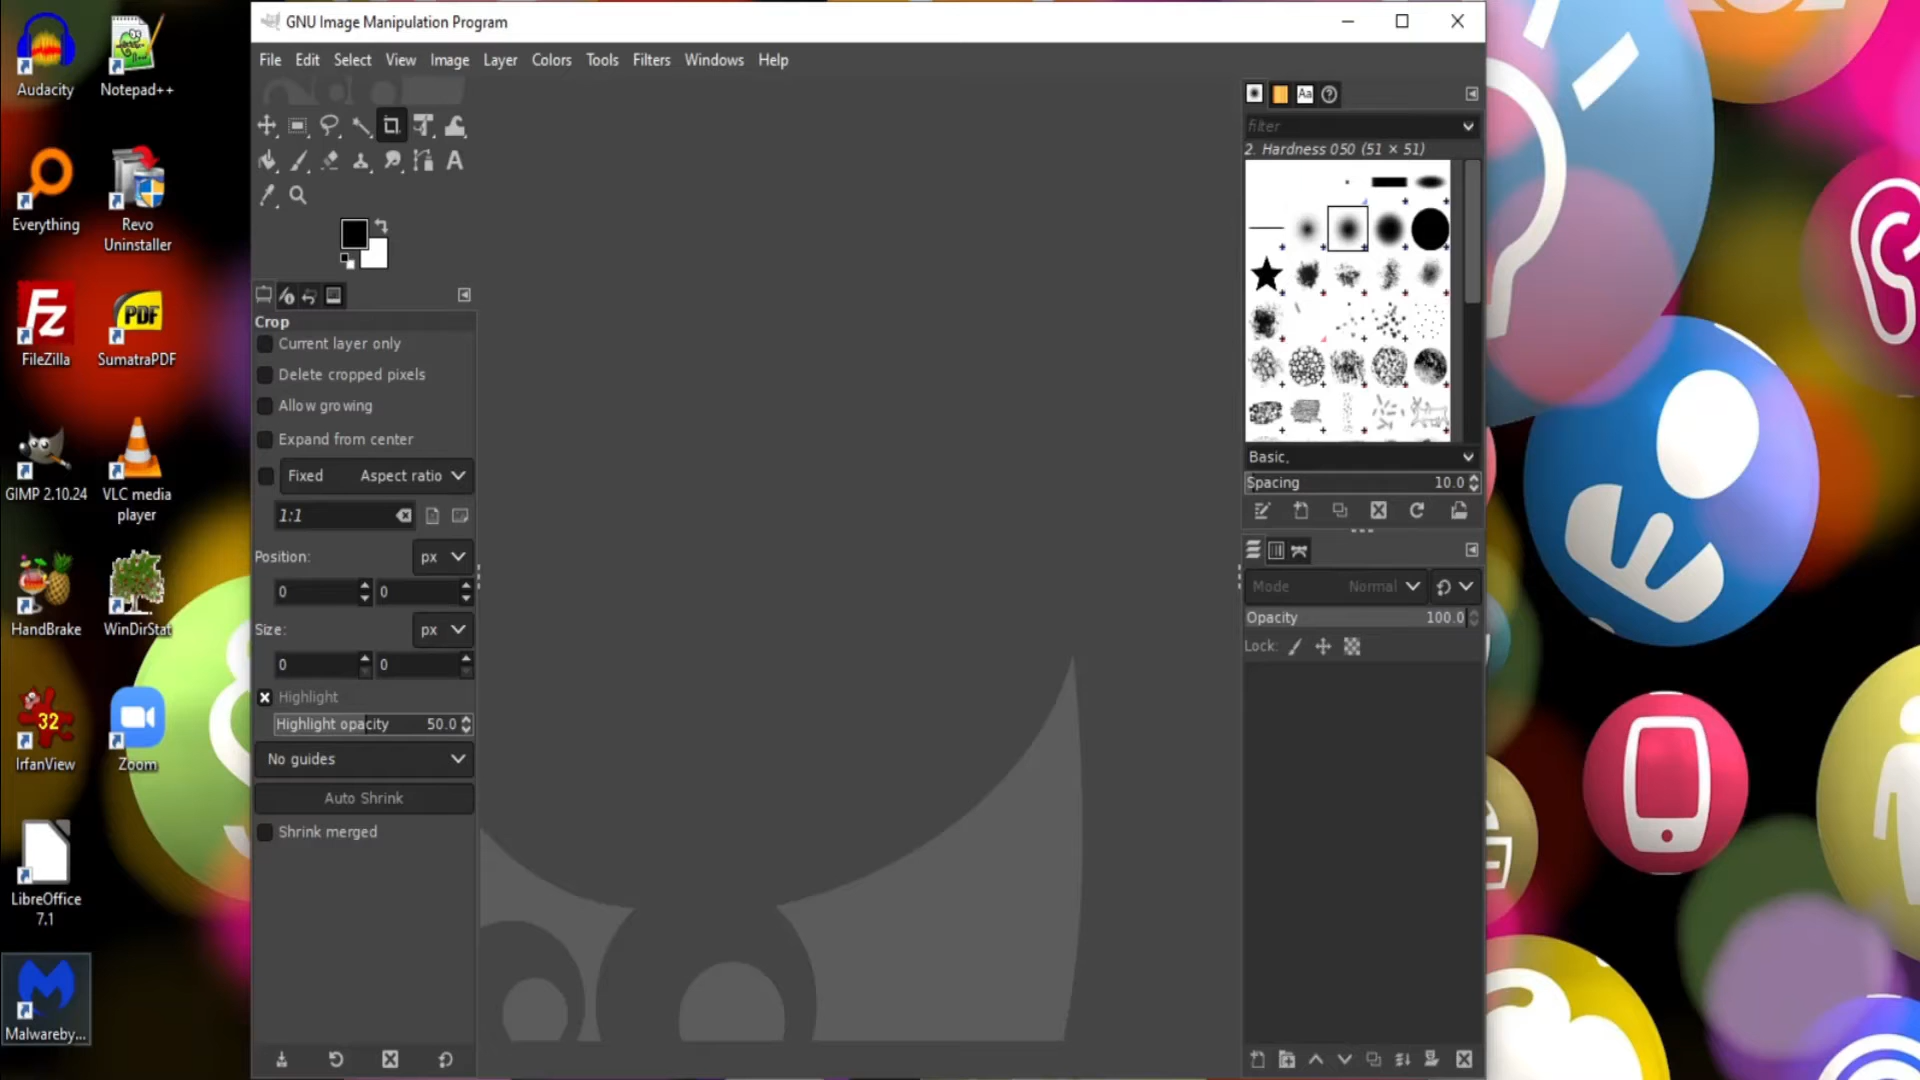 GNU Image Manipulation Program
File Edit Select View Image Layer Colors Tools Filters Windows Help
Audacity
Notepad++
Everything
Revo
Uninstaller
FileZilla
PDF
SumatraPDF
GIMP 2.10.24
VLC media
player
HandBrake
WinDirStat
32
IrfanView
Zoom
LibreOffice
7.1
Malwareby...
Crop
Current layer only
Delete cropped pixels
Allow growing
Expand from center
Fixed Aspect ratio
1:1
Position: px
0 0
Size: px
0 0
Highlight
Highlight opacity 50.0
No guides
Auto Shrink
Shrink merged
Aa
filter
2. Hardness 050 (51 × 51)
Basic,
Spacing 10.0
Mode Normal
Opacity 100.0
Lock: